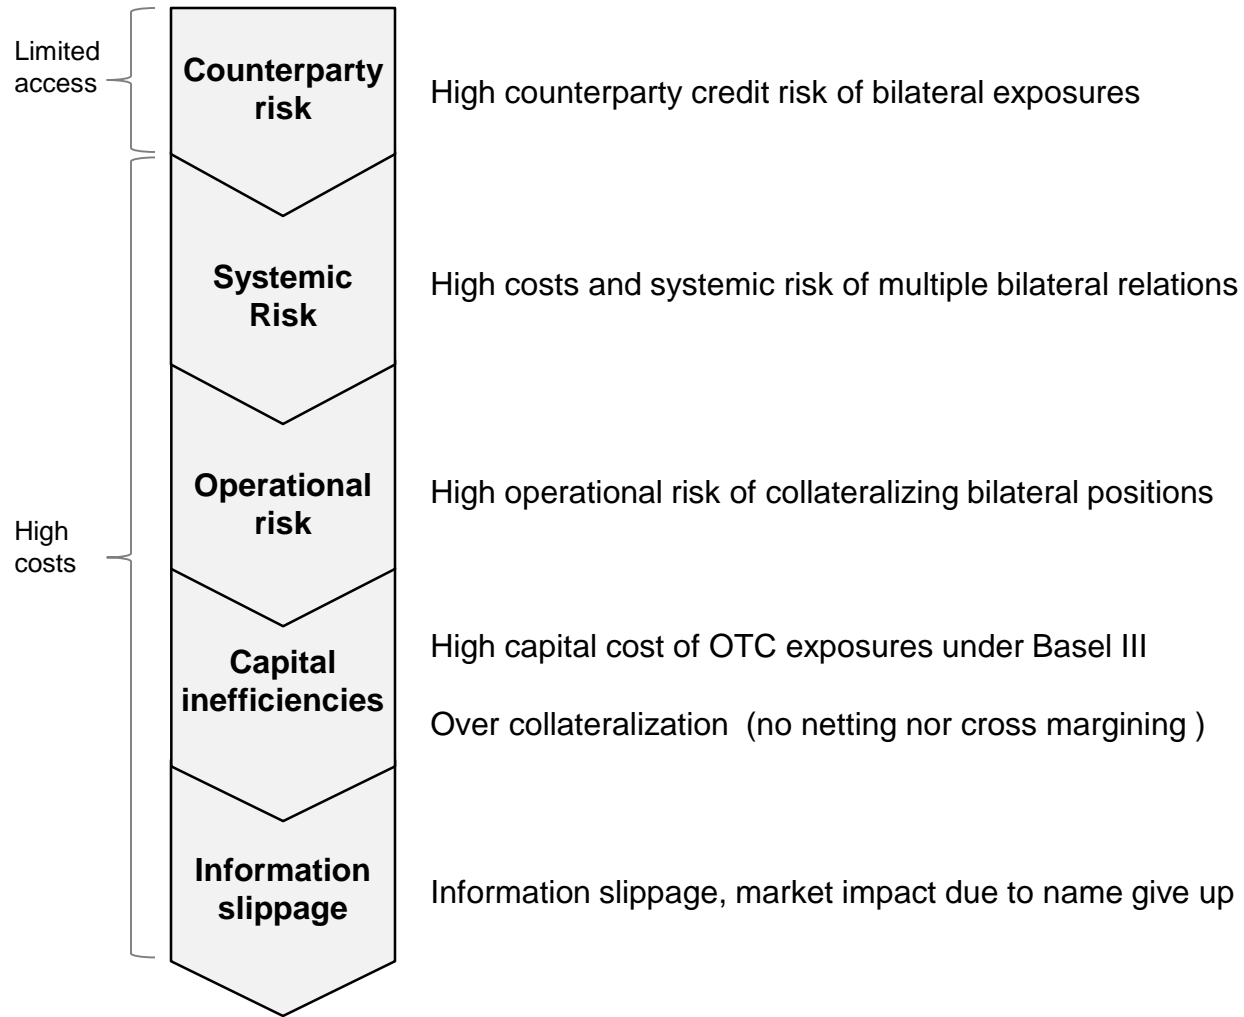 Limited
access
Counterparty
risk
High counterparty credit risk of bilateral exposures
Systemic
Risk
High costs and systemic risk of multiple bilateral relations
Operational
risk
High operational risk of collateralizing bilateral positions
High
costs
Capital
inefficiencies
High capital cost of OTC exposures under Basel III
Over collateralization  (no netting nor cross margining )
Information
slippage
Information slippage, market impact due to name give up